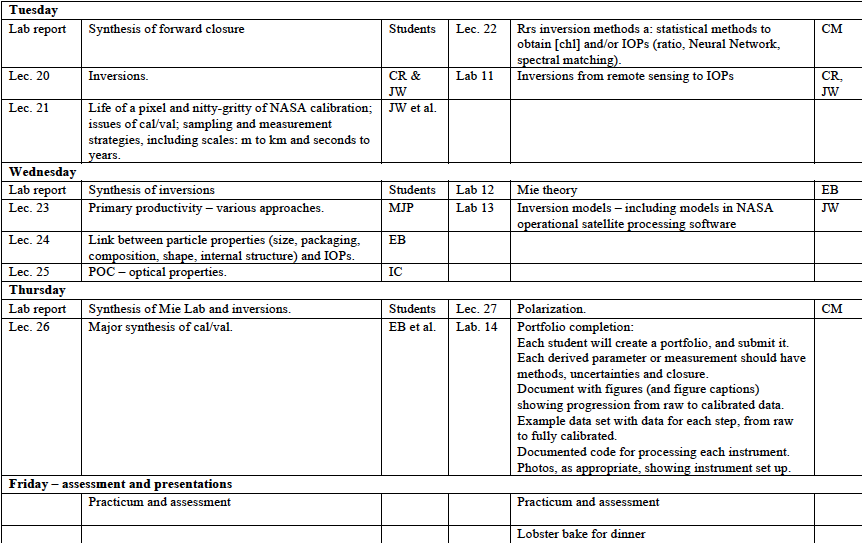 Tuesday
Lab report Synthesis of forward closure Students Lec. 22 Rrs inversion methods a: statistical methods to CM
obtain [chl] and/or IOPs (ratio, Neural Network,
spectral matching).
Lec. 20 Inversions. CR & Lab 11 Inversions from remote sensing to IOPs CR,
JW JW
Lec. 21 Life of a pixel and nitty-gritty of NASA calibration; JW et al.
issues of cal/val; sampling and measurement
strategies, including scales: m to km and seconds to
years.
Wednesday
Lab report Synthesis of inversions Students Lab 12 Mie theory EB
Lec. 23 Primary productivity – various approaches. MJP Lab 13 Inversion models – including models in NASA JW
operational satellite processing software
Lec. 24 Link between particle properties (size, packaging, EB
composition, shape, internal structure) and IOPs.
Lec. 25 POC – optical properties. IC
Thursday
Lab report Synthesis of Mie Lab and inversions. Students Lec. 27 Polarization. CM
Lec. 26 Major synthesis of cal/val. EB et al. Lab. 14 Portfolio completion:
Each student will create a portfolio, and submit it.
Each derived parameter or measurement should have
methods, uncertainties and closure.
Document with figures (and figure captions)
showing progression from raw to calibrated data.
Example data set with data for each step, from raw
to fully calibrated.
Documented code for processing each instrument.
Photos, as appropriate, showing instrument set up.
Friday – assessment and presentations
Practicum and assessment Practicum and assessment
Lobster bake for dinner